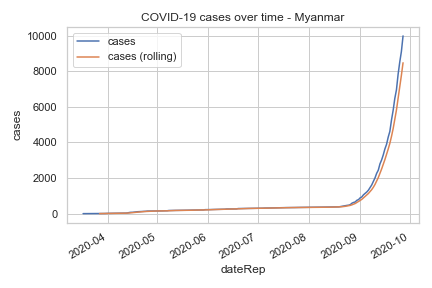 COVID-19 cases over time - Myanmar
cases
cases (rolling)
10000
8000
6000
4000
2000
0
cases
2020-04
2020-05
2020-06
2020-07
2020-08
2020-09
2020-10
dateRep